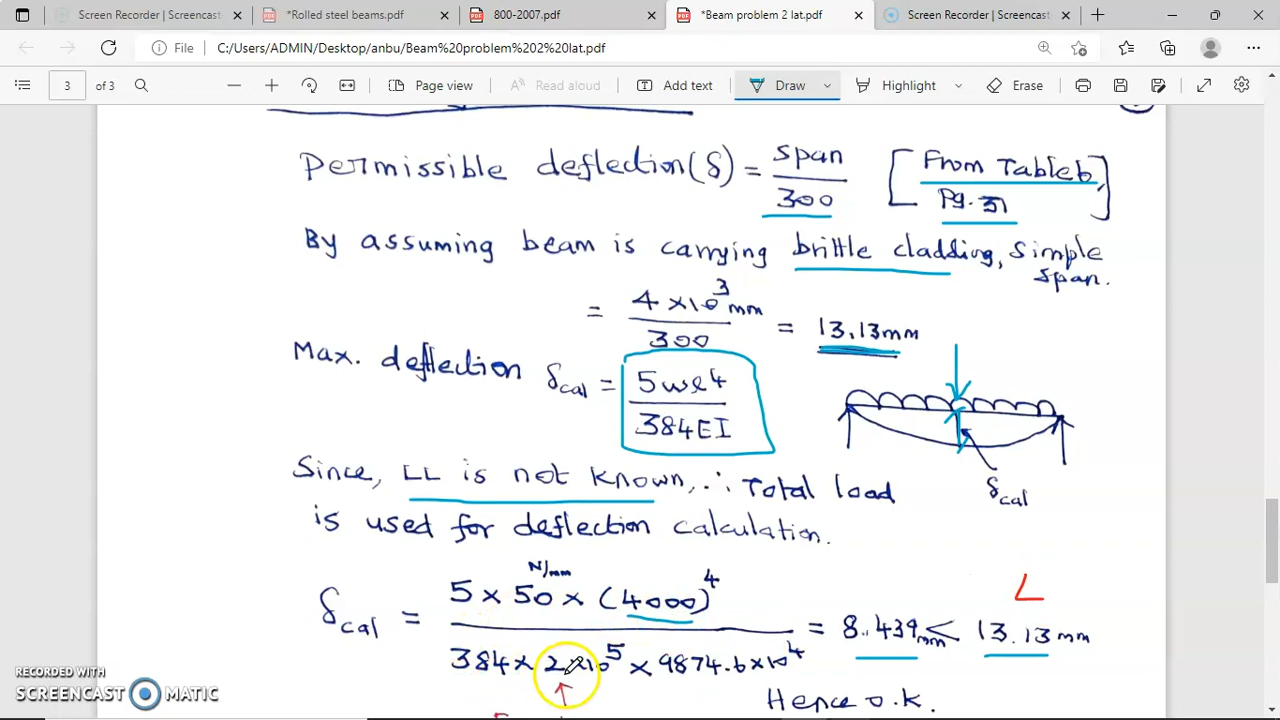 Screen Recorder | Screencast
*Rolled steel beams.pdf
800-2007.pdf
*Beam problem 2 lat.pdf
Screen Recorder | Screencast
File C:/Users/ADMIN/Desktop/anbu/Beam%20problem%202%20lat.pdf
3 of 3 Page view Read aloud Add text Draw Highlight Erase
Permissible deflection(δ) = span/300 [From Table 6, Pg. 31]
By assuming beam is carrying brittle cladding, simple span.
= 4 × 10³ mm/300 = 13.13mm
Max. deflection δcal = 5wl⁴/384EI
δcal
Since, LL is not known, ∴ Total load
is used for deflection calculation.
N/mm
δcal = 5 × 50 × (4000)⁴/384 × 2×10⁵ × 9874.6×10⁴ = 8.439mm < 13.13 mm
Hence o.k.
RECORDED WITH
SCREENCAST MATIC